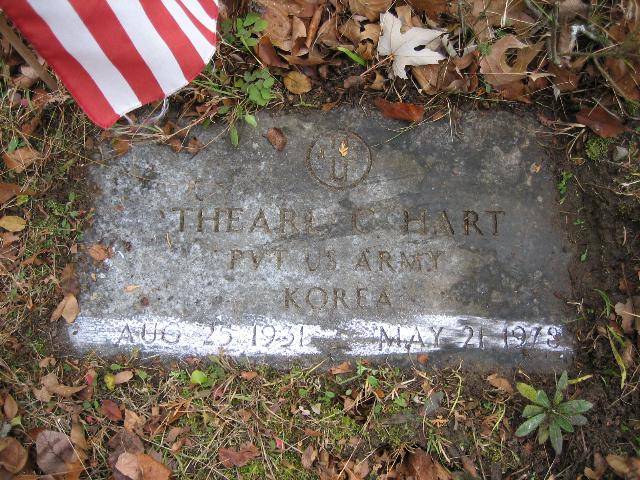 THEARL C HART
PVT US ARMY
KOREA
AUG 25 1931 MAY 21 1978